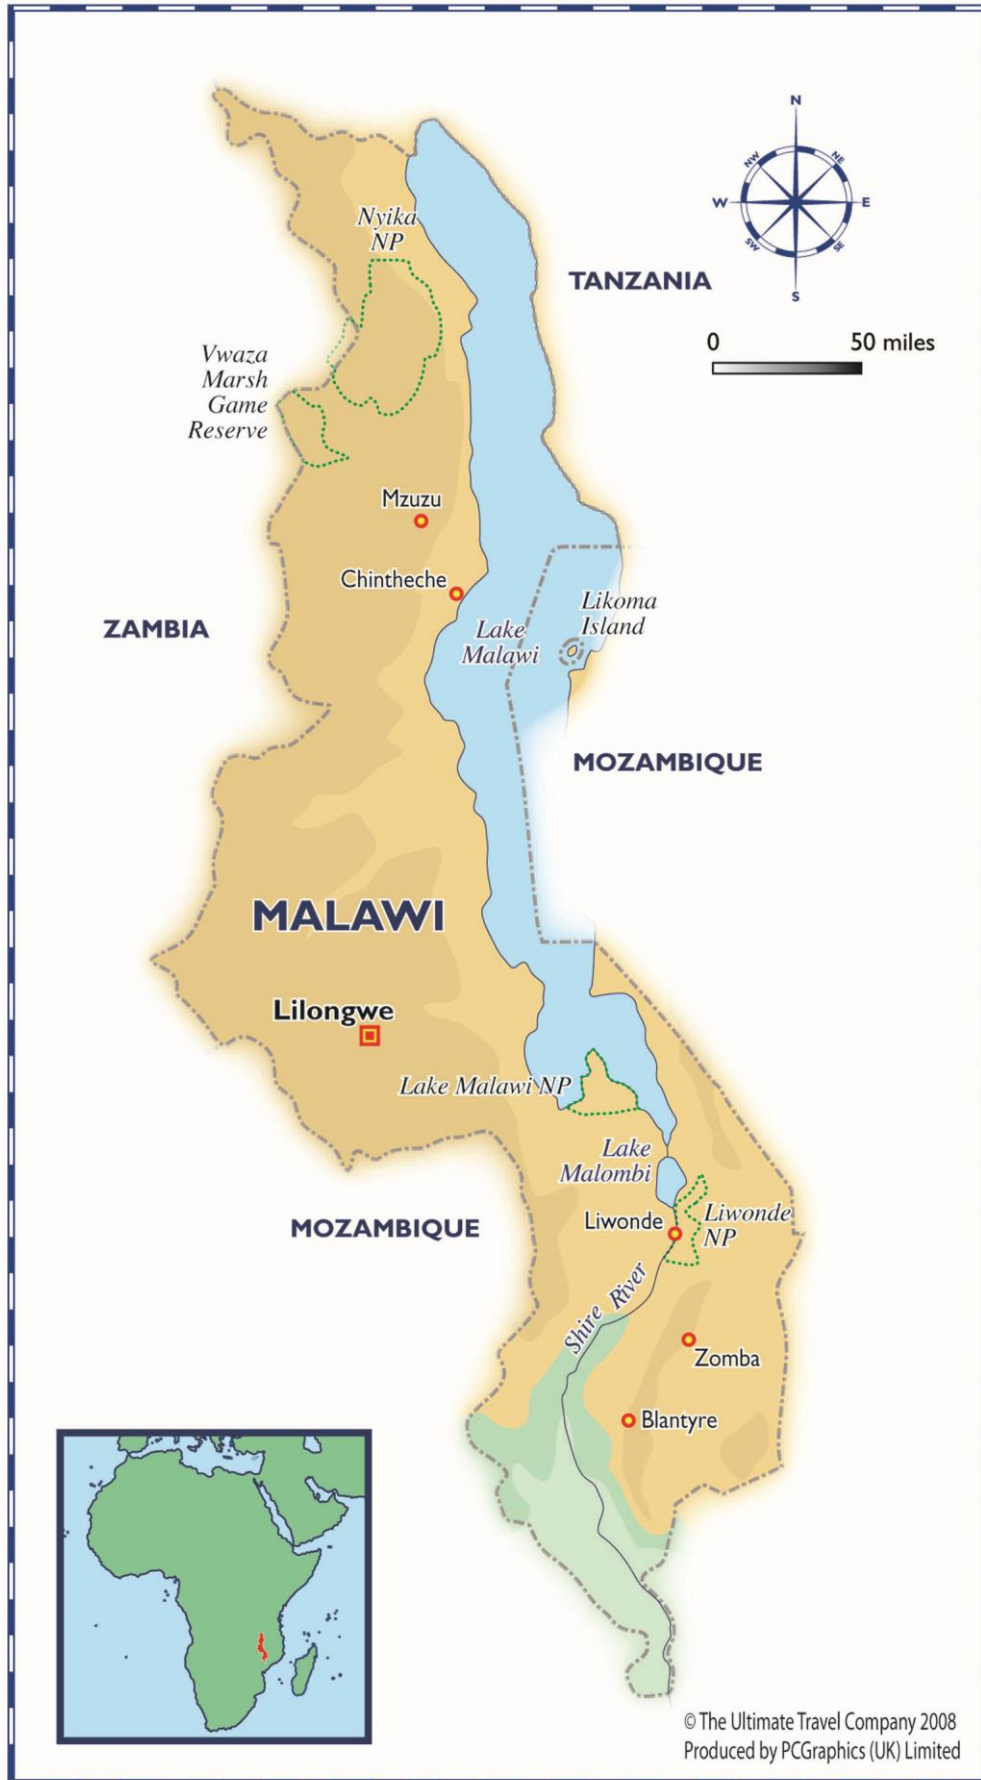 N
NW
NE
W
E
SW
SE
S
Nyika
NP
TANZANIA
0
50 miles
Vwaza
Marsh
Game
Reserve
Mzuzu
Chintheche
Likoma
Island
ZAMBIA
Lake
Malawi
MOZAMBIQUE
MALAWI
Lilongwe
Lake Malawi NP
Lake
Malombi
Liwonde
NP
Liwonde
MOZAMBIQUE
Shire River
Zomba
Blantyre
© The Ultimate Travel Company 2008
Produced by PCGraphics (UK) Limited